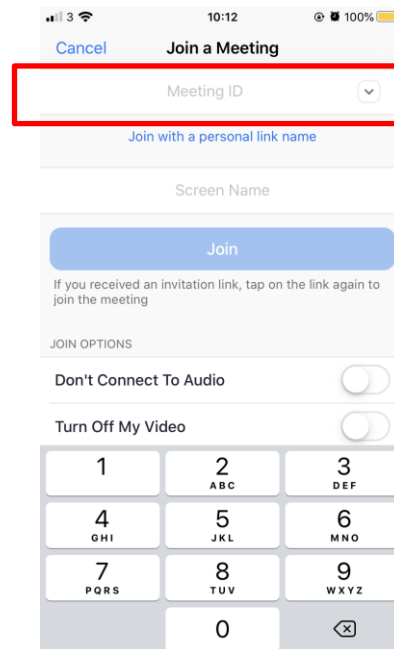 3 10:12 100%
Cancel Join a Meeting
Meeting ID
Join with a personal link name
Screen Name
Join
If you received an invitation link, tap on the link again to
join the meeting
JOIN OPTIONS
Don't Connect To Audio
Turn Off My Video
1 2 3
ABC DEF
4 5 6
GHI JKL MNO
7 8 9
PQRS TUV WXYZ
0